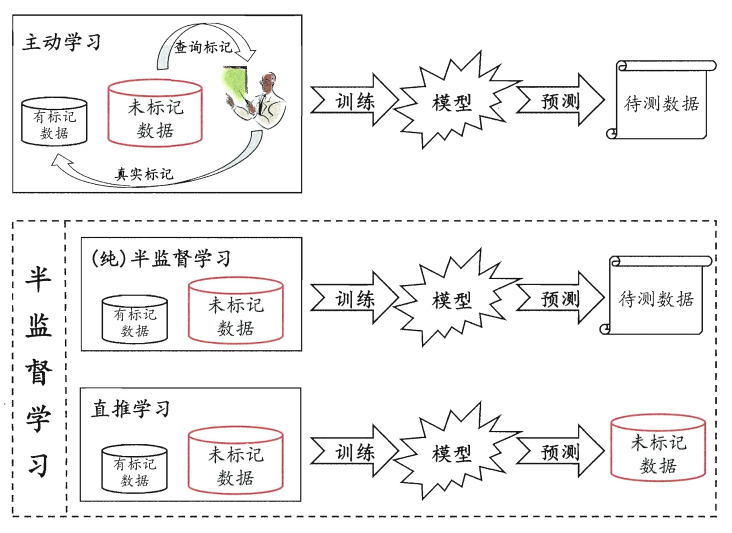 主动学习
查询标记
有标记
数据
未标记
数据
真实标记
训练
模型
预测
待测数据
半监督学习
(纯)半监督学习
有标记
数据
未标记
数据
训练
模型
预测
待测数据
直推学习
有标记
数据
未标记
数据
训练
模型
预测
未标记
数据